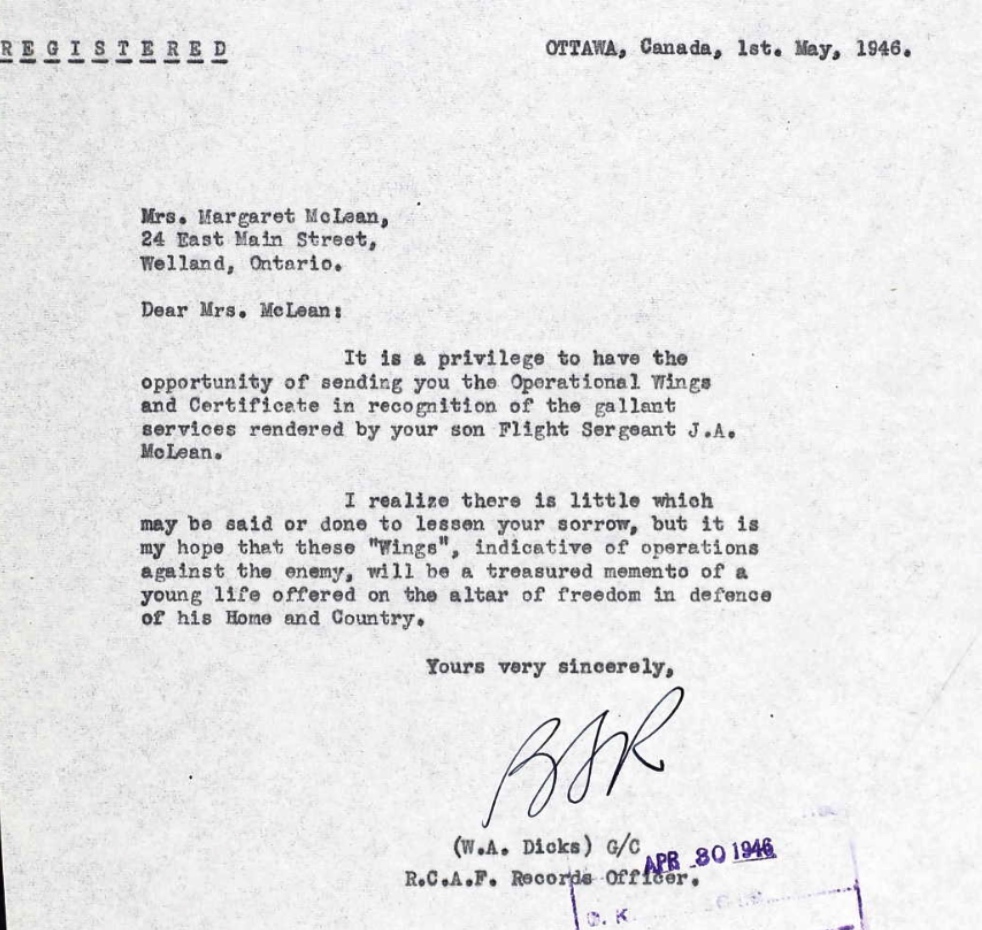 REGISTERED
OTTAWA, Canada, 1st. May, 1946.
Mrs. Margaret McLean,
24 East Main Street,
Welland, Ontario.
Dear Mrs. McLean:
It is a privilege to have the
opportunity of sending you the Operational Wings
and Certificate in recognition of the gallant
services rendered by your son Flight Sergeant J.A.
McLean.
I realize there is little which
may be said or done to lessen your sorrow, but it is
my hope that these "Wings", indicative of operations
against the enemy, will be a treasured memento of a
young life offered on the altar of freedom in defence
of his Home and Country.
Yours very sincerely,
(W.A. Dicks) G/C
APR 30 1946
R.C.A.F. Records Officer.
O. K.